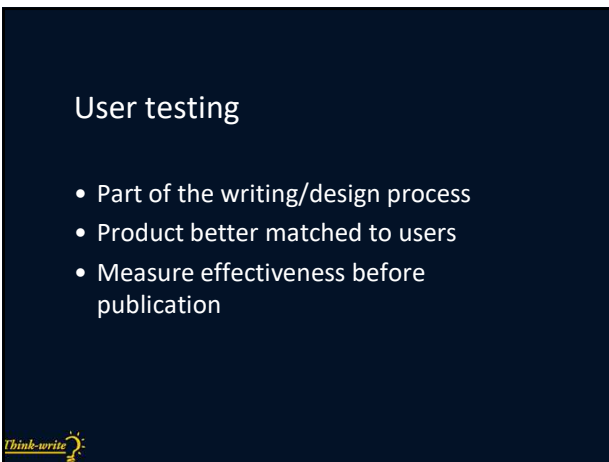 User testing
• Part of the writing/design process
• Product better matched to users
• Measure effectiveness before
publication
Think-write